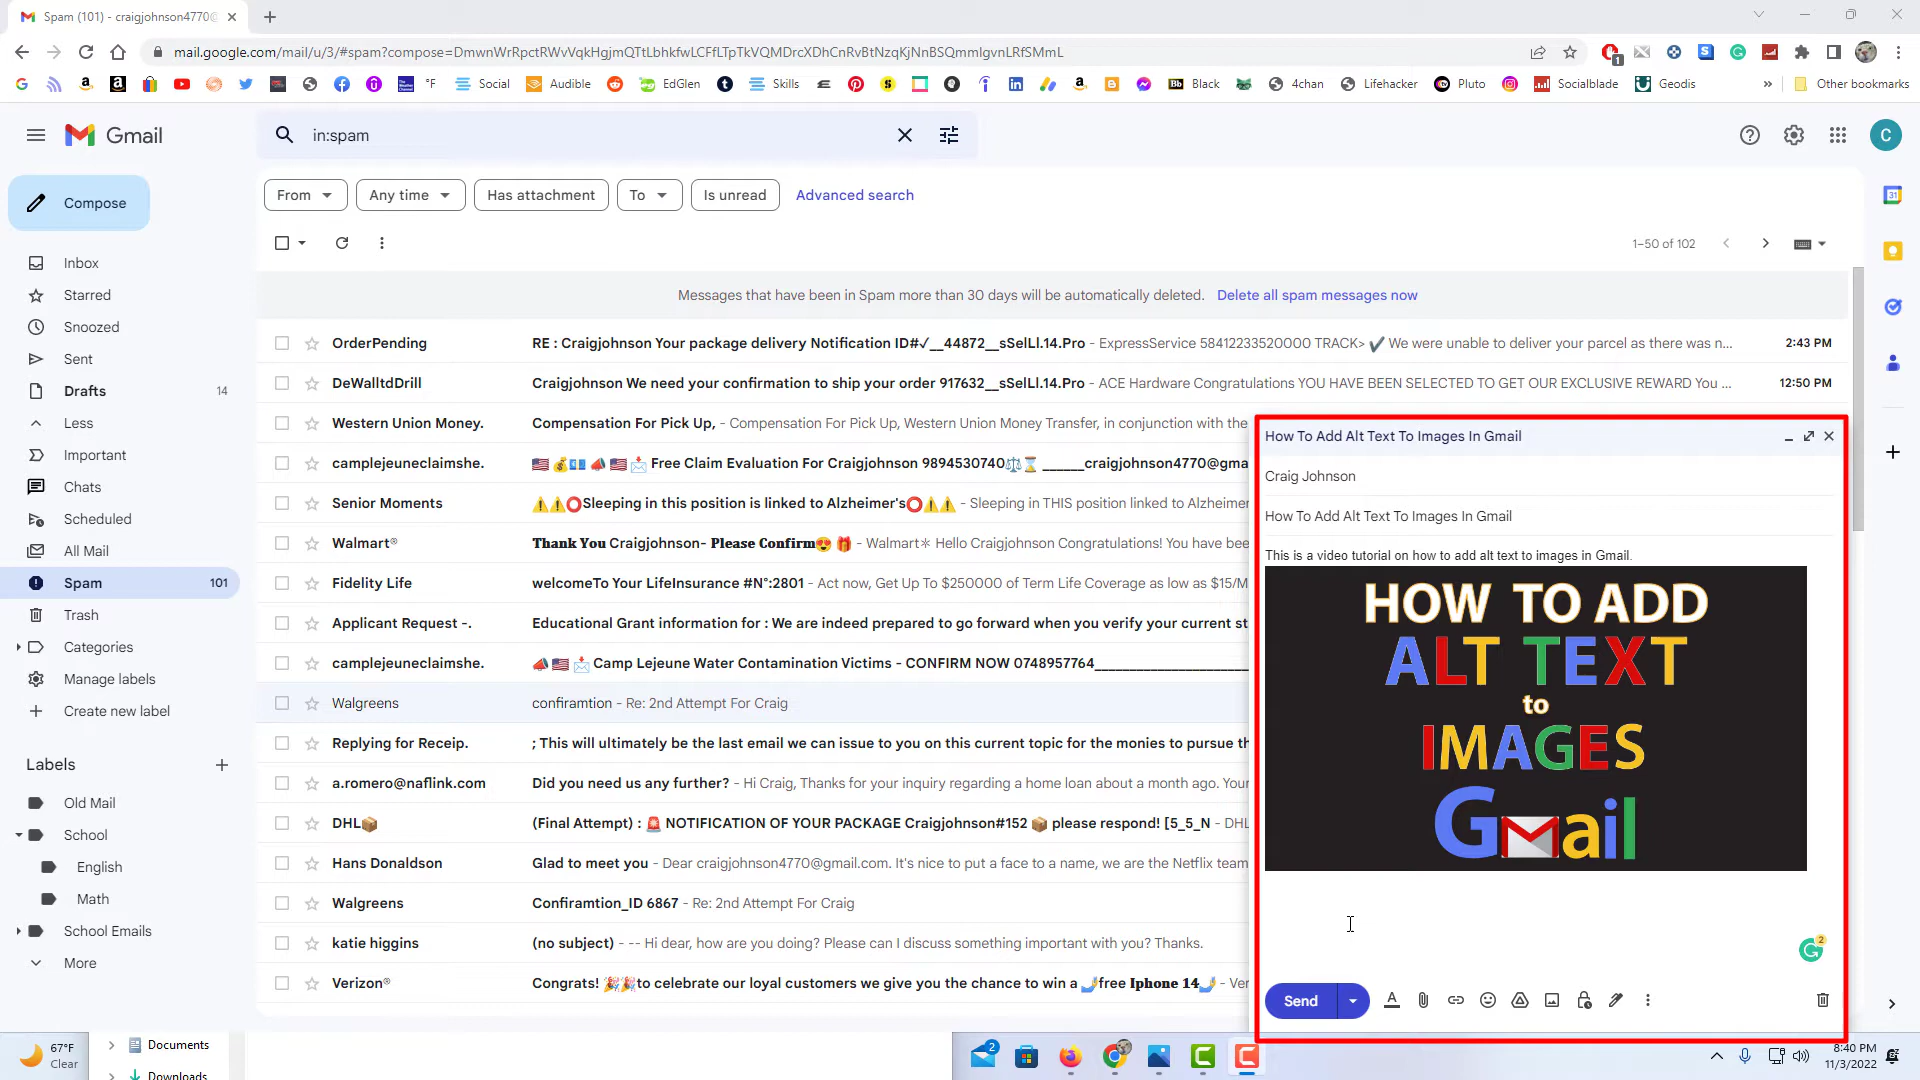 Spam (101) - craigjohnson4770@
mail.google.com/mail/u/3/#spam?compose=DmwnWrRpctRWvVqkHgjmQTtLbhkfwLCFfLTpTkVQMDrcXDhCnRvBtNzqKjNnBSQmmlgvnLRfSMmL
°F Social Audible EdGlen Skills Bb Black 4chan Lifehacker Pluto Socialblade Geodis » Other bookmarks
Gmail
in:spam
C
Compose
From Any time Has attachment To Is unread Advanced search
1–50 of 102
Inbox
Starred
Snoozed
Sent
Drafts 14
Less
Important
Chats
Scheduled
All Mail
Spam 101
Trash
Categories
Manage labels
Create new label
Labels
Old Mail
School
English
Math
School Emails
More
Messages that have been in Spam more than 30 days will be automatically deleted. Delete all spam messages now
OrderPending RE : Craigjohnson Your package delivery Notification ID#✓__44872__sSelLl.14.Pro - ExpressService 58412233520000 TRACK> ✔ We were unable to deliver your parcel as there was n... 2:43 PM
DeWalltdDrill Craigjohnson We need your confirmation to ship your order 917632__sSelLl.14.Pro - ACE Hardware Congratulations YOU HAVE BEEN SELECTED TO GET OUR EXCLUSIVE REWARD You ... 12:50 PM
Western Union Money. Compensation For Pick Up, - Compensation For Pick Up, Western Union Money Transfer, in conjunction with the
camplejeuneclaimshe. 🇺🇸 💰💶 📣 🇺🇸 📩 Free Claim Evaluation For Craigjohnson 9894530740⚖️⌛ ______craigjohnson4770@gma
Senior Moments ⚠️⚠️⭕Sleeping in this position is linked to Alzheimer's⭕⚠️⚠️ - Sleeping in THIS position linked to Alzheimer
Walmart® Thank You Craigjohnson- Please Confirm😍 🎁 - Walmart✳ Hello Craigjohnson Congratulations! You have bee
Fidelity Life welcomeTo Your LifeInsurance #N°:2801 - Act now, Get Up To $250000 of Term Life Coverage as low as $15/M
Applicant Request -. Educational Grant information for : We are indeed prepared to go forward when you verify your current st
camplejeuneclaimshe. 📣🇺🇸 📩 Camp Lejeune Water Contamination Victims - CONFIRM NOW 0748957764____________________
Walgreens confiramtion - Re: 2nd Attempt For Craig
Replying for Receip. ; This will ultimately be the last email we can issue to you on this current topic for the monies to pursue th
a.romero@naflink.com Did you need us any further? - Hi Craig, Thanks for your inquiry regarding a home loan about a month ago. Your
DHL📦 (Final Attempt) : 🚨 NOTIFICATION OF YOUR PACKAGE Craigjohnson#152 📦 please respond! [5_5_N - DHL
Hans Donaldson Glad to meet you - Dear craigjohnson4770@gmail.com. It's nice to put a face to a name, we are the Netflix team
Walgreens Confiramtion_ID 6867 - Re: 2nd Attempt For Craig
katie higgins (no subject) - -- Hi dear, how are you doing? Please can I discuss something important with you? Thanks.
Verizon® Congrats! 🎉🎉to celebrate our loyal customers we give you the chance to win a 🤳free Iphone 14🤳 - Ver
How To Add Alt Text To Images In Gmail
Craig Johnson
How To Add Alt Text To Images In Gmail
This is a video tutorial on how to add alt text to images in Gmail.
HOW TO ADD
ALT TEXT
to
IMAGES
Gmail
2
Send
67°F
Clear
Documents
Downloads
2
8:40 PM
11/3/2022